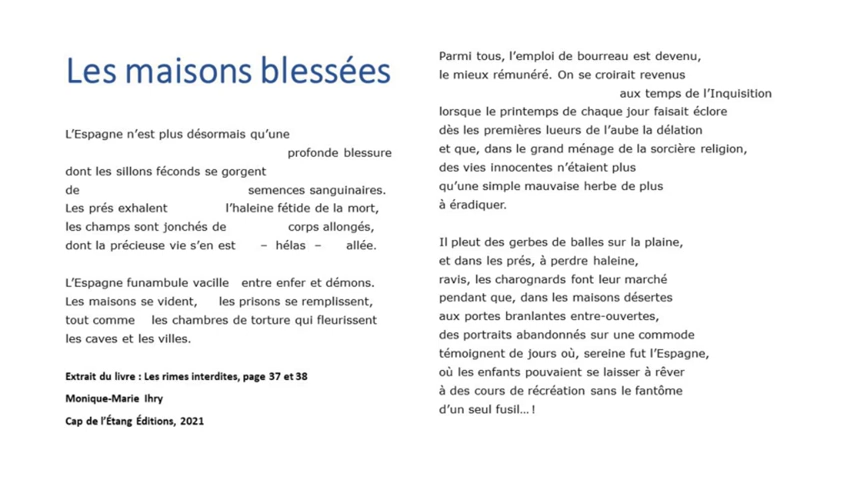 Les maisons blessées
L’Espagne n’est plus désormais qu’une
profonde blessure
dont les sillons féconds se gorgent
de semences sanguinaires.
Les prés exhalent l’haleine fétide de la mort,
les champs sont jonchés de corps allongés,
dont la précieuse vie s’en est – hélas – allée.
L’Espagne funambule vacille entre enfer et démons.
Les maisons se vident, les prisons se remplissent,
tout comme les chambres de torture qui fleurissent
les caves et les villes.
Extrait du livre : Les rimes interdites, page 37 et 38
Monique-Marie Ihry
Cap de l’Étang Éditions, 2021
Parmi tous, l’emploi de bourreau est devenu,
le mieux rémunéré. On se croirait revenus
aux temps de l’Inquisition
lorsque le printemps de chaque jour faisait éclore
dès les premières lueurs de l’aube la délation
et que, dans le grand ménage de la sorcière religion,
des vies innocentes n’étaient plus
qu’une simple mauvaise herbe de plus
à éradiquer.
Il pleut des gerbes de balles sur la plaine,
et dans les prés, à perdre haleine,
ravis, les charognards font leur marché
pendant que, dans les maisons désertes
aux portes branlantes entre-ouvertes,
des portraits abandonnés sur une commode
témoignent de jours où, sereine fut l’Espagne,
où les enfants pouvaient se laisser à rêver
à des cours de récréation sans le fantôme
d’un seul fusil… !